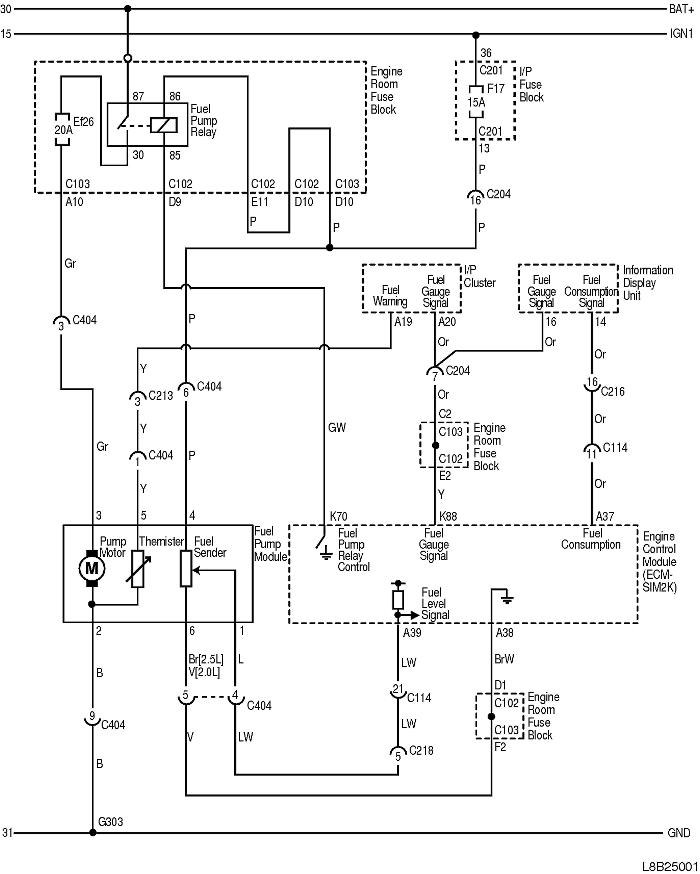 30 BAT+
15 IGN1
36
Engine
Room
Fuse
Block
C201
F17
15A
C201
I/P
Fuse
Block
13
87 86
Fuel
Pump
Relay
Ef26
20A
30 85
C103 C102 C102 C102 C103
A10 D9 E11 D10 D10
P
P
P
16 C204
P
Gr
I/P
Cluster
Fuel
Warning
Fuel
Gauge
Signal
Fuel
Gauge
Signal
Fuel
Consumption
Signal
Information
Display
Unit
A19 A20 16 14
3 C404
P
Or
Or
Or
Y
7 C204
16
C216
3 C213
6 C404
Or
Or
C2
C103
C102
E2
Engine
Room
Fuse
Block
Y
GW
11 C114
Gr
1 C404
P
Y
Or
Y
3 5 4 K70 K88 A37
Pump
Motor
Themister
Fuel
Sender
Fuel
Pump
Module
M
Fuel
Pump
Relay
Control
Fuel
Gauge
Signal
Fuel
Consumption
Engine
Control
Module
(ECM-
SIM2K)
Fuel
Level
Signal
2 6 1 A39 A38
B
Br[2.5L]
V[2.0L]
L
LW
BrW
5 4 C404
21 C114
D1
C102
C103
F2
Engine
Room
Fuse
Block
9 C404
V
LW
LW
5 C218
B
G303
31 GND
L8B25001